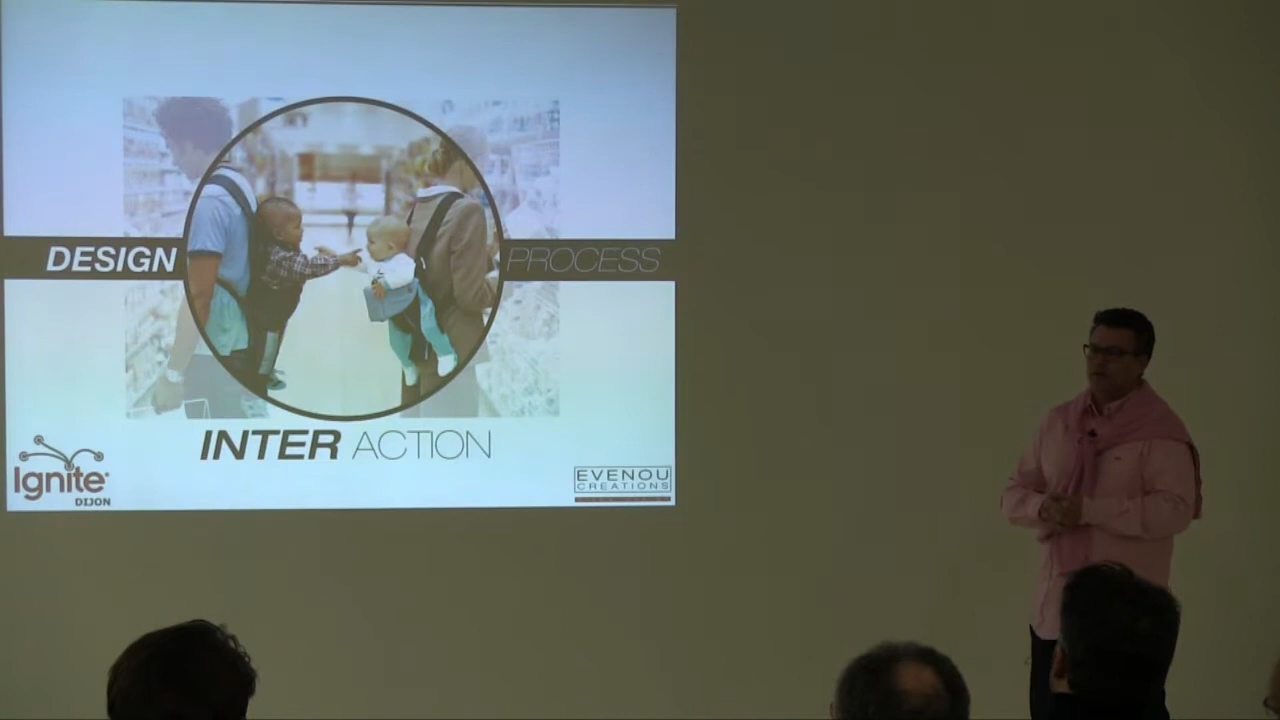 DESIGN PROCESS
INTER ACTION
Ignite
DIJON
EVENOU
CREATIONS